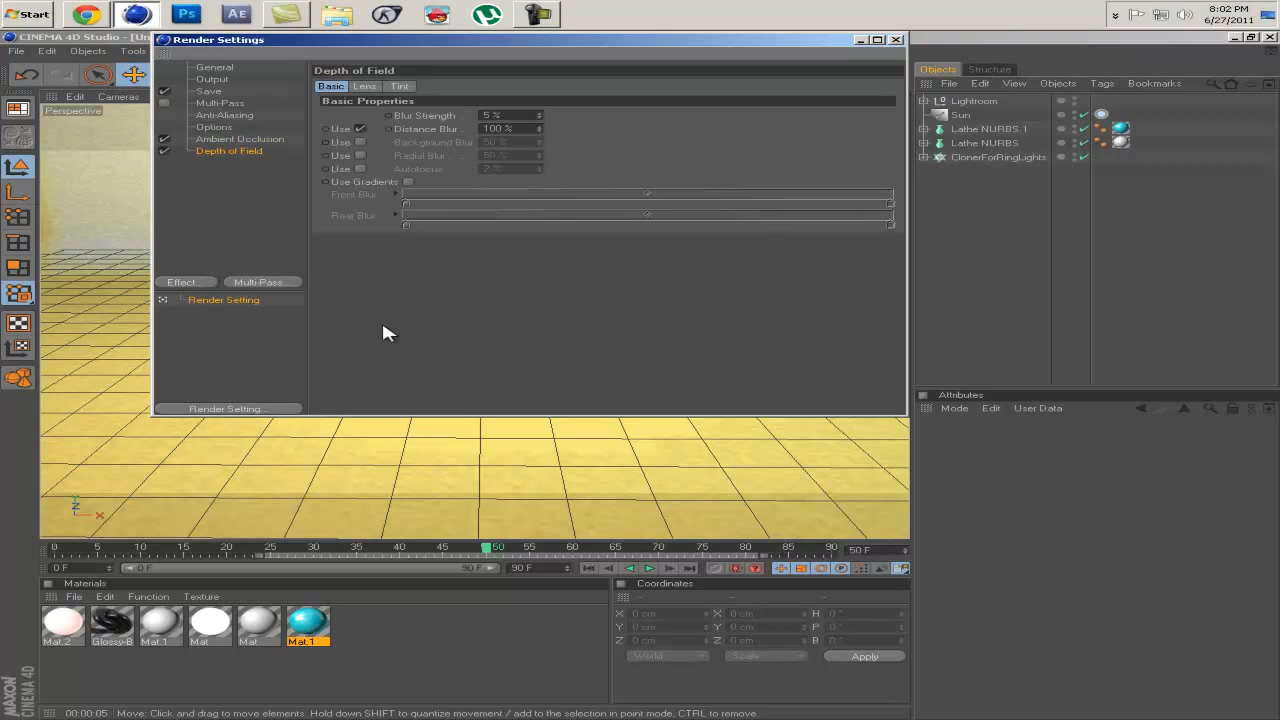 Start
Ps
AE
8:02 PM
6/27/2011
CINEMA 4D Studio - [Un
File Edit Objects Tools
Edit Cameras
Perspective
Render Settings
General
Output
Save
Multi-Pass
Anti-Aliasing
Options
Ambient Occlusion
Depth of Field
Effect...
Multi-Pass...
Render Setting
Render Setting...
Depth of Field
Basic Lens Tint
Basic Properties
Blur Strength . 5 %
Use Distance Blur . 100 %
Use . Background Blur 50 %
Use . Radial Blur .... 50 %
Use . Autofocus 2 %
Use Gradients
Front Blur
Rear Blur
Objects Structure
File Edit View Objects Tags Bookmarks
Lightroom
Sun
Lathe NURBS.1
Lathe NURBS
ClonerForRingLights
Attributes
Mode Edit User Data
Z
X
0 5 10 15 20 25 30 35 40 45 50 55 60 65 70 75 80 85 90
50 F
0 F
0 F
90 F
90 F
Materials
File Edit Function Texture
Mat.2 Glossy-B Mat.1 Mat Mat Mat.1
Coordinates
-- -- --
X 0 cm X 0 cm H 0 °
Y 0 cm Y 0 cm P 0 °
Z 0 cm Z 0 cm B 0 °
World Scale Apply
MAXON
CINEMA 4D
00:00:05 Move: Click and drag to move elements. Hold down SHIFT to quantize movement / add to the selection in point mode, CTRL to remove.